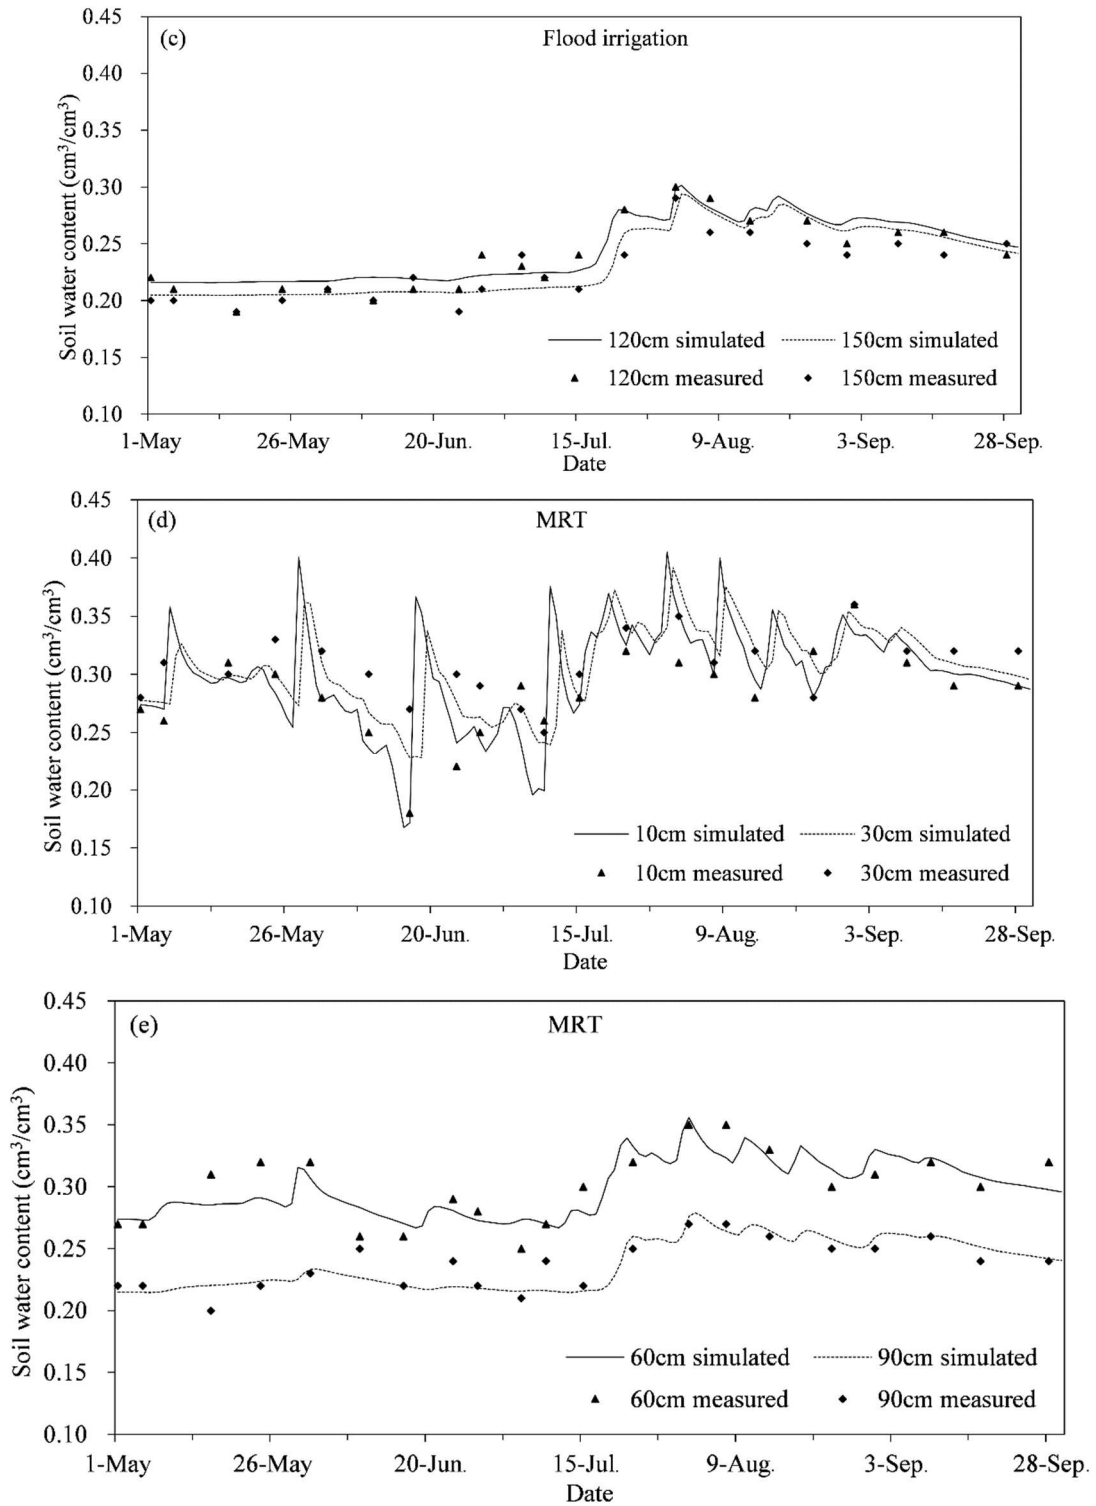 (c)
Flood irrigation
Soil water content (cm³/cm³)
0.45
0.40
0.35
0.30
0.25
0.20
0.15
0.10
120cm simulated
150cm simulated
120cm measured
150cm measured
1-May
26-May
20-Jun.
15-Jul.
9-Aug.
3-Sep.
28-Sep.
Date
(d)
MRT
Soil water content (cm³/cm³)
0.45
0.40
0.35
0.30
0.25
0.20
0.15
0.10
10cm simulated
30cm simulated
10cm measured
30cm measured
1-May
26-May
20-Jun.
15-Jul.
9-Aug.
3-Sep.
28-Sep.
Date
(e)
MRT
Soil water content (cm³/cm³)
0.45
0.40
0.35
0.30
0.25
0.20
0.15
0.10
60cm simulated
90cm simulated
60cm measured
90cm measured
1-May
26-May
20-Jun.
15-Jul.
9-Aug.
3-Sep.
28-Sep.
Date